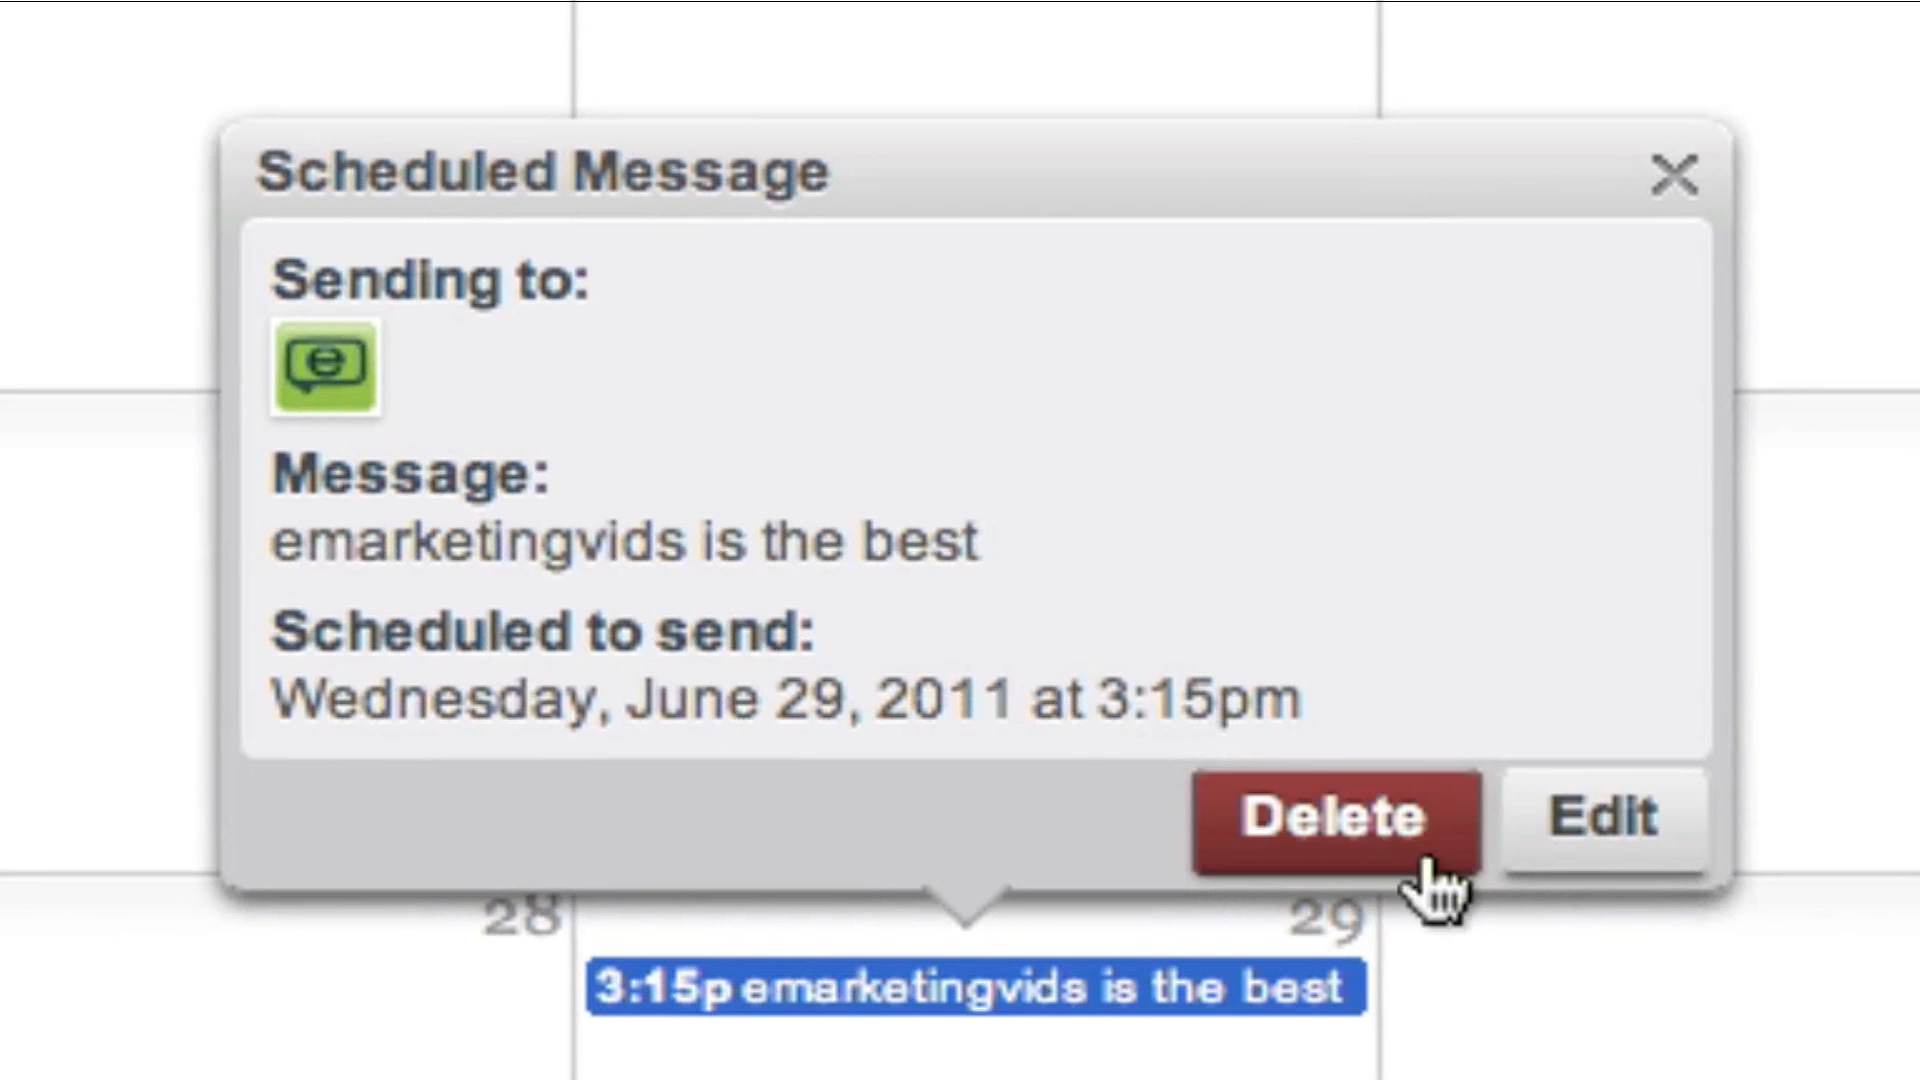 Scheduled Message
Sending to:
e
Message:
emarketingvids is the best
Scheduled to send:
Wednesday, June 29, 2011 at 3:15pm
Delete Edit
28 29
3:15p emarketingvids is the best